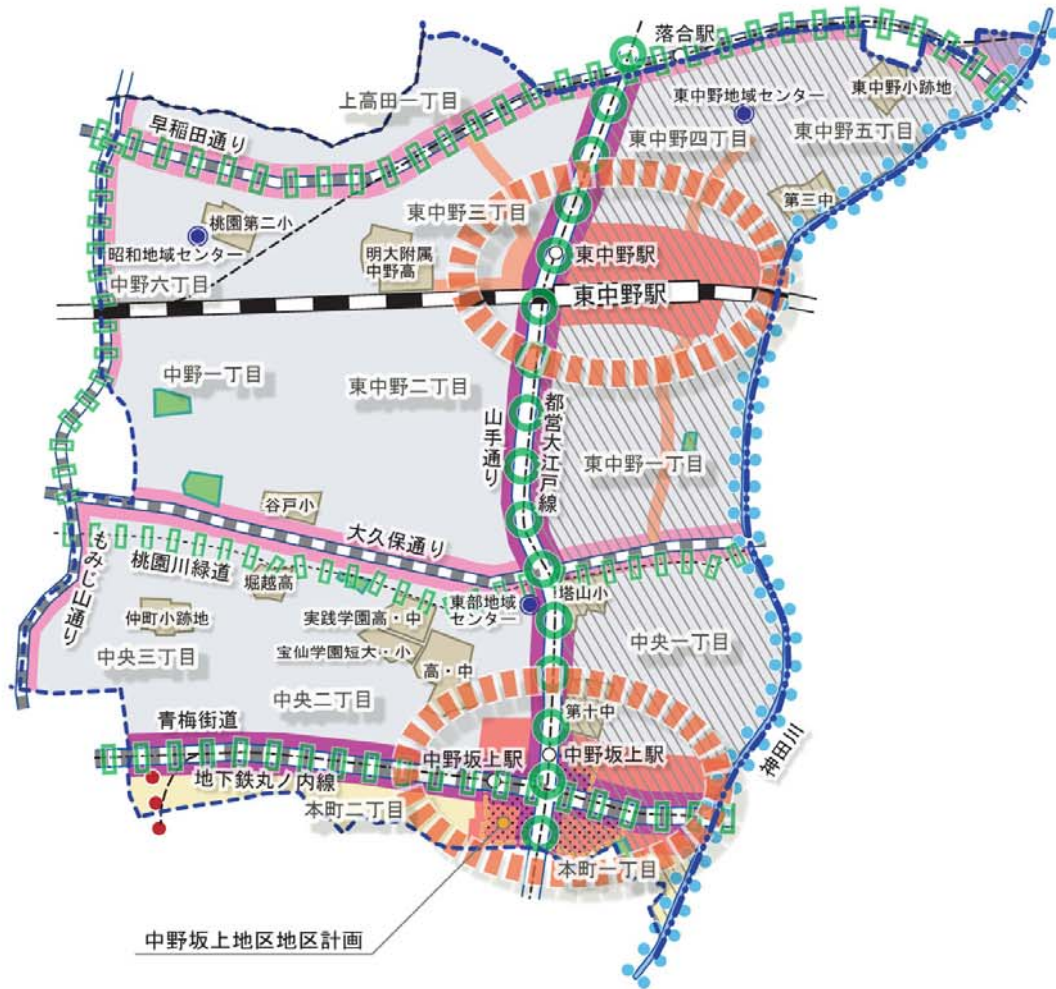 落合駅
上高田一丁目
東中野地域センター
東中野小跡地
早稲田通り
東中野四丁目
東中野五丁目
桃園第二小
東中野三丁目
第三中
昭和地域センター
明大附属
中野高
東中野駅
中野六丁目
東中野駅
中野一丁目
東中野二丁目
山手通り
都営大江戸線
東中野一丁目
谷戸小
大久保通り
もみじ山通り
桃園川緑道
堀越高
東部地域
センター
塔山小
仲町小跡地
実践学園高・中
中央一丁目
宝仙学園短大・小
高・中
中央三丁目
中央二丁目
青梅街道
第十中
中野坂上駅
中野坂上駅
神田川
地下鉄丸ノ内線
本町二丁目
本町一丁目
中野坂上地区地区計画